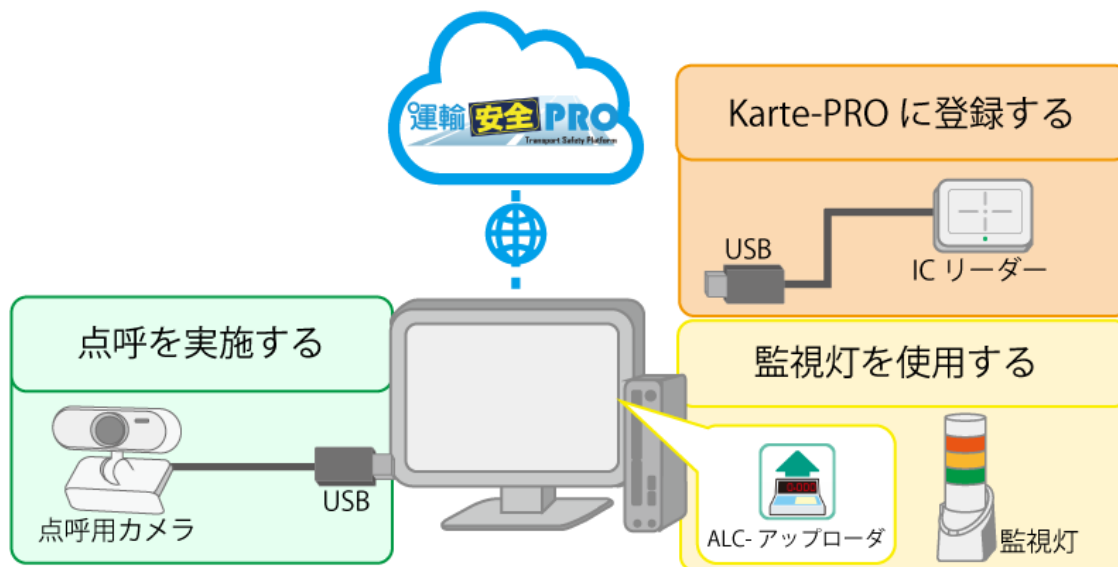 運輸安全PRO
Transport Safety Platform
Karte-PRO に登録する
USB
IC リーダー
点呼を実施する
USB
点呼用カメラ
監視灯を使用する
0.000
ALC-アップローダ
監視灯